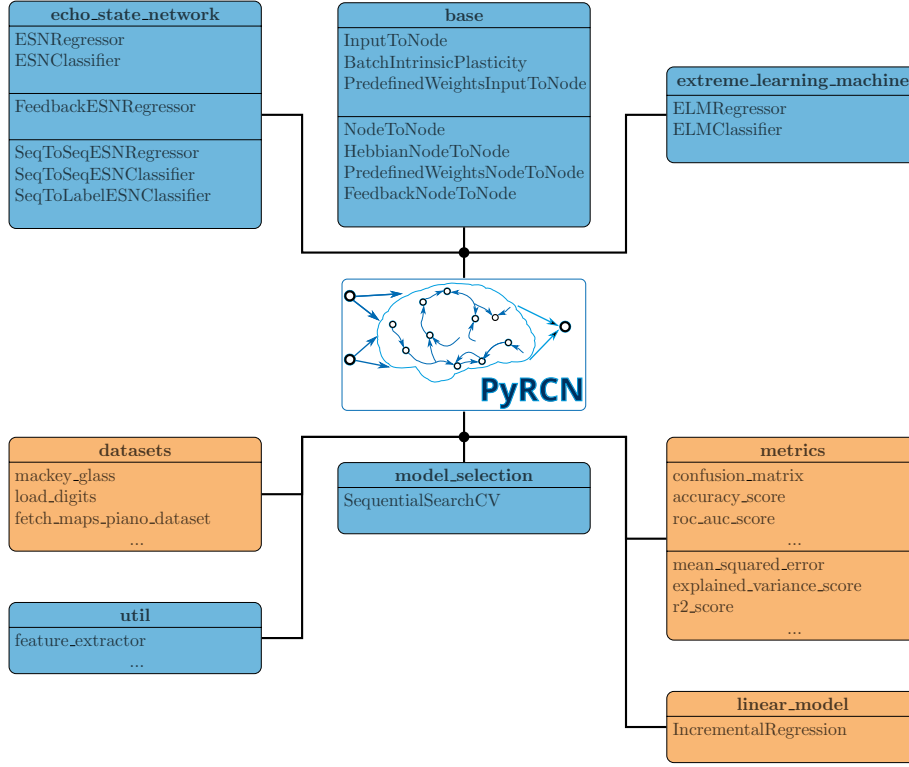 echo_state_network
ESNRegressor
ESNClassifier
FeedbackESNRegressor
SeqToSeqESNRegressor
SeqToSeqESNClassifier
SeqToLabelESNClassifier
base
InputToNode
BatchIntrinsicPlasticity
PredefinedWeightsInputToNode
NodeToNode
HebbianNodeToNode
PredefinedWeightsNodeToNode
FeedbackNodeToNode
extreme_learning_machine
ELMRegressor
ELMClassifier
PyRCN
datasets
mackey_glass
load_digits
fetch_maps_piano_dataset
...
model_selection
SequentialSearchCV
metrics
confusion_matrix
accuracy_score
roc_auc_score
...
mean_squared_error
explained_variance_score
r2_score
...
util
feature_extractor
...
linear_model
IncrementalRegression